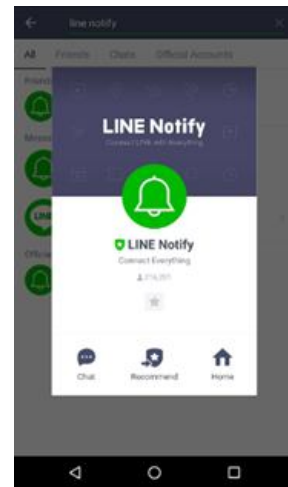 line notify
All Friends Chats Official Accounts
LINE Notify
Connect LINE with Everything
LINE Notify
Connect Everything
Chat Recommend Home